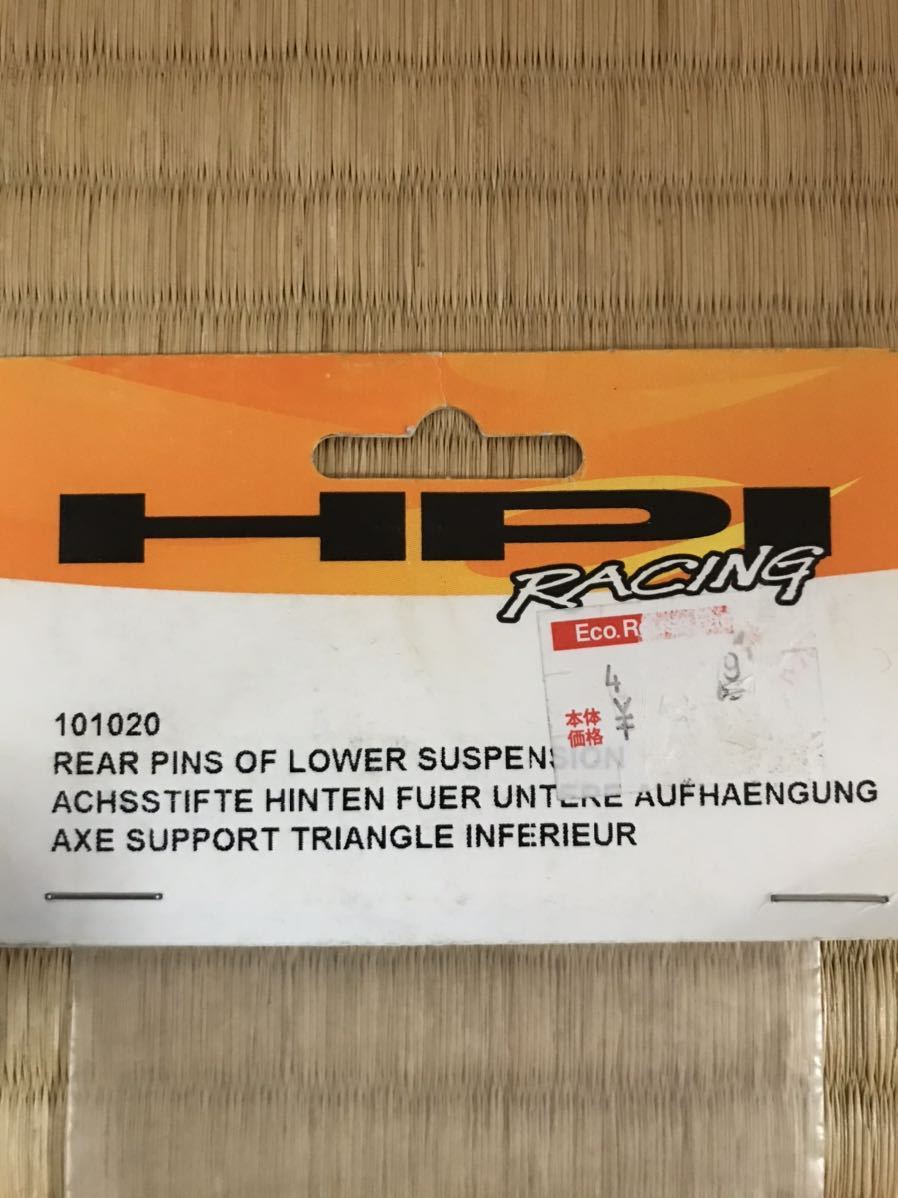 HPI
RACING
Eco.R
4 9
本体
価格 ¥
101020
REAR PINS OF LOWER SUSPENSION
ACHSSTIFTE HINTEN FUER UNTERE AUFHAENGUNG
AXE SUPPORT TRIANGLE INFERIEUR